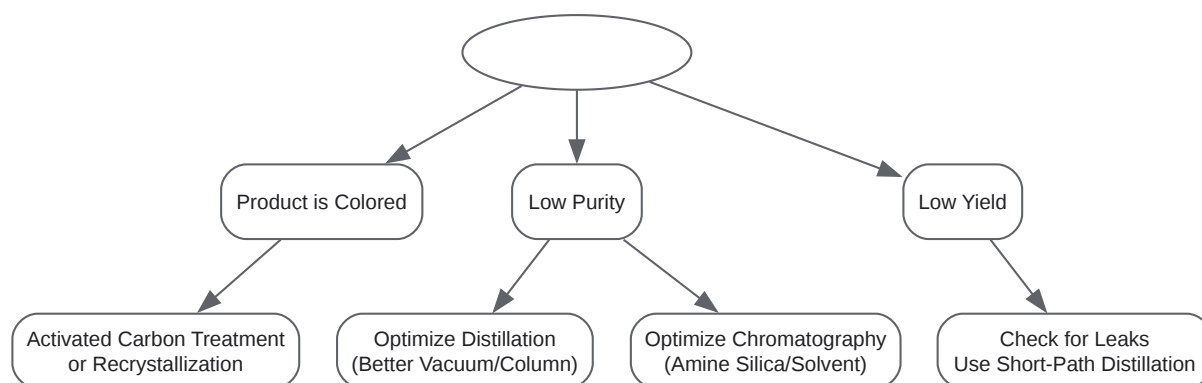 Product is Colored
Low Purity
Low Yield
Activated Carbon Treatment
or Recrystallization
Optimize Distillation
(Better Vacuum/Column)
Optimize Chromatography
(Amine Silica/Solvent)
Check for Leaks
Use Short-Path Distillation